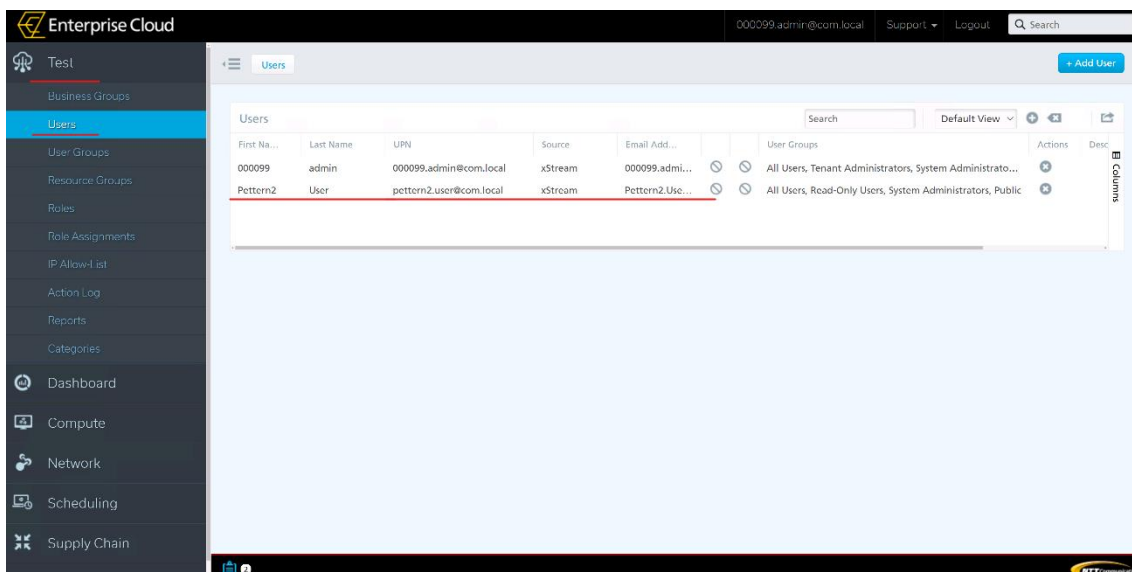 Enterprise Cloud
000099.admin@com.local Support Logout Search
Test
Business Groups
Users
User Groups
Resource Groups
Roles
Role Assignments
IP Allow-List
Action Log
Reports
Categories
Dashboard
Compute
Network
Scheduling
Supply Chain
Users + Add User
Users Search Default View
First Na... Last Name UPN Source Email Add... User Groups Actions Desc
000099 admin 000099.admin@com.local xStream 000099.admi... All Users, Tenant Administrators, System Administrato...
Pettern2 User pettern2.user@com.local xStream Pettern2.Use... All Users, Read-Only Users, System Administrators, Public
Columns
2